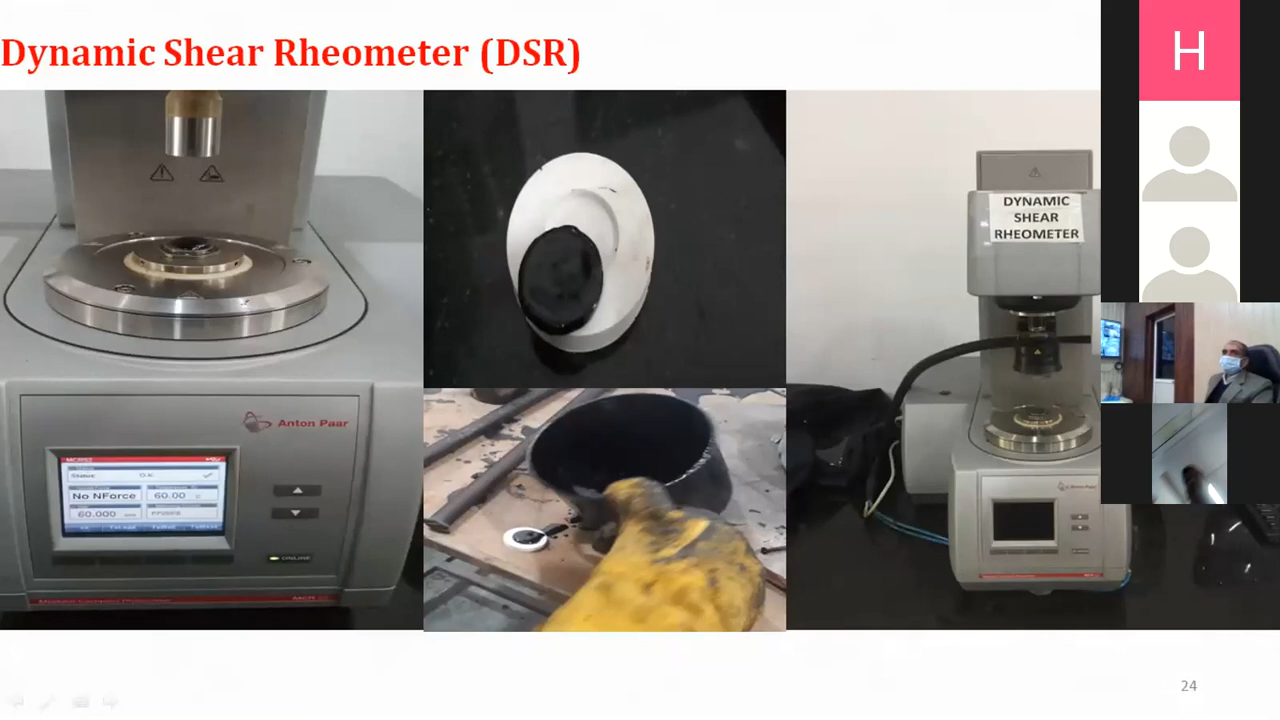 Dynamic Shear Rheometer (DSR)
H
DYNAMIC
SHEAR
RHEOMETER
Anton Paar
Status:
O.K.
No NForce
60.00
60.000
ONLINE
24